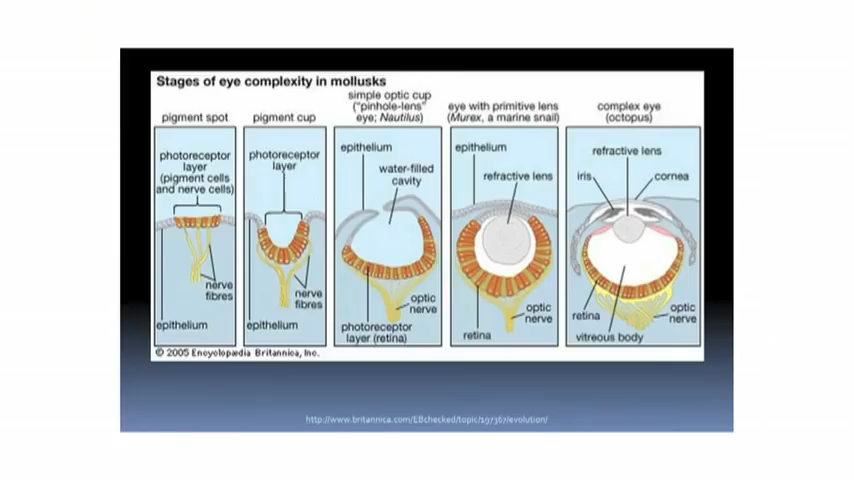 Stages of eye complexity in mollusks
pigment spot
photoreceptor
layer
(pigment cells
and nerve cells)
nerve
fibres
epithelium
pigment cup
photoreceptor
layer
nerve
fibres
epithelium
simple optic cup
("pinhole-lens"
eye; Nautilus)
epithelium
water-filled
cavity
optic
nerve
photoreceptor
layer (retina)
eye with primitive lens
(Murex, a marine snail)
epithelium
refractive lens
optic
nerve
retina
complex eye
(octopus)
refractive lens
iris
cornea
retina
optic
nerve
vitreous body
© 2005 Encyclopædia Britannica, Inc.
http://www.britannica.com/EBchecked/topic/197367/evolution/